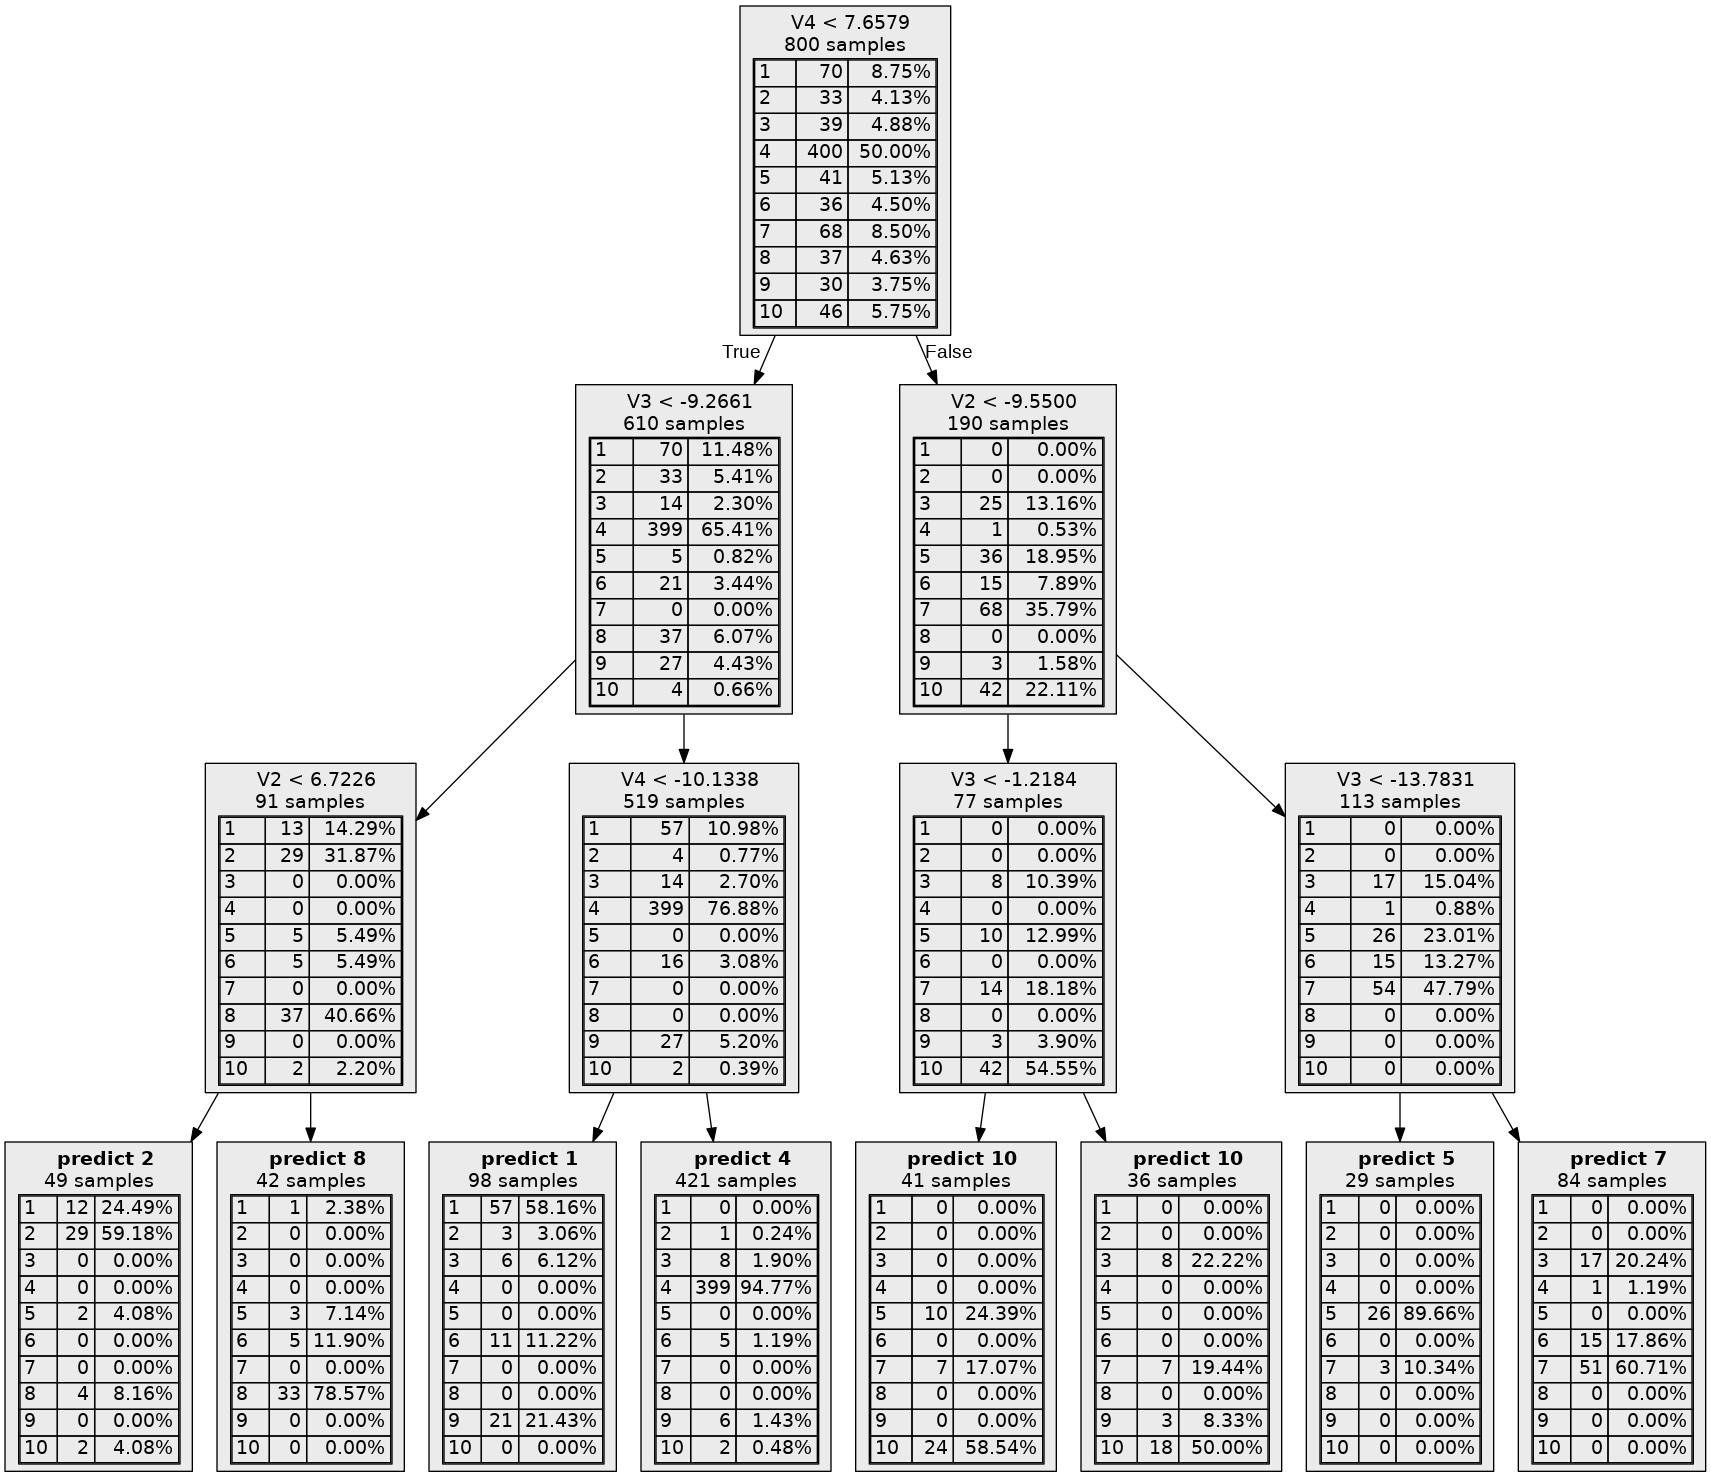 V4 < 7.6579
800 samples
1 70 8.75%
2 33 4.13%
3 39 4.88%
4 400 50.00%
5 41 5.13%
6 36 4.50%
7 68 8.50%
8 37 4.63%
9 30 3.75%
10 46 5.75%
True
False
V3 < -9.2661
610 samples
1 70 11.48%
2 33 5.41%
3 14 2.30%
4 399 65.41%
5 5 0.82%
6 21 3.44%
7 0 0.00%
8 37 6.07%
9 27 4.43%
10 4 0.66%
V2 < -9.5500
190 samples
1 0 0.00%
2 0 0.00%
3 25 13.16%
4 1 0.53%
5 36 18.95%
6 15 7.89%
7 68 35.79%
8 0 0.00%
9 3 1.58%
10 42 22.11%
V2 < 6.7226
91 samples
1 13 14.29%
2 29 31.87%
3 0 0.00%
4 0 0.00%
5 5 5.49%
6 5 5.49%
7 0 0.00%
8 37 40.66%
9 0 0.00%
10 2 2.20%
V4 < -10.1338
519 samples
1 57 10.98%
2 4 0.77%
3 14 2.70%
4 399 76.88%
5 0 0.00%
6 16 3.08%
7 0 0.00%
8 0 0.00%
9 27 5.20%
10 2 0.39%
V3 < -1.2184
77 samples
1 0 0.00%
2 0 0.00%
3 8 10.39%
4 0 0.00%
5 10 12.99%
6 0 0.00%
7 14 18.18%
8 0 0.00%
9 3 3.90%
10 42 54.55%
V3 < -13.7831
113 samples
1 0 0.00%
2 0 0.00%
3 17 15.04%
4 1 0.88%
5 26 23.01%
6 15 13.27%
7 54 47.79%
8 0 0.00%
9 0 0.00%
10 0 0.00%
predict 2
49 samples
1 12 24.49%
2 29 59.18%
3 0 0.00%
4 0 0.00%
5 2 4.08%
6 0 0.00%
7 0 0.00%
8 4 8.16%
9 0 0.00%
10 2 4.08%
predict 8
42 samples
1 1 2.38%
2 0 0.00%
3 0 0.00%
4 0 0.00%
5 3 7.14%
6 5 11.90%
7 0 0.00%
8 33 78.57%
9 0 0.00%
10 0 0.00%
predict 1
98 samples
1 57 58.16%
2 3 3.06%
3 6 6.12%
4 0 0.00%
5 0 0.00%
6 11 11.22%
7 0 0.00%
8 0 0.00%
9 21 21.43%
10 0 0.00%
predict 4
421 samples
1 0 0.00%
2 1 0.24%
3 8 1.90%
4 399 94.77%
5 0 0.00%
6 5 1.19%
7 0 0.00%
8 0 0.00%
9 6 1.43%
10 2 0.48%
predict 10
41 samples
1 0 0.00%
2 0 0.00%
3 0 0.00%
4 0 0.00%
5 10 24.39%
6 0 0.00%
7 7 17.07%
8 0 0.00%
9 0 0.00%
10 24 58.54%
predict 10
36 samples
1 0 0.00%
2 0 0.00%
3 8 22.22%
4 0 0.00%
5 0 0.00%
6 0 0.00%
7 7 19.44%
8 0 0.00%
9 3 8.33%
10 18 50.00%
predict 5
29 samples
1 0 0.00%
2 0 0.00%
3 0 0.00%
4 0 0.00%
5 26 89.66%
6 0 0.00%
7 3 10.34%
8 0 0.00%
9 0 0.00%
10 0 0.00%
predict 7
84 samples
1 0 0.00%
2 0 0.00%
3 17 20.24%
4 1 1.19%
5 0 0.00%
6 15 17.86%
7 51 60.71%
8 0 0.00%
9 0 0.00%
10 0 0.00%